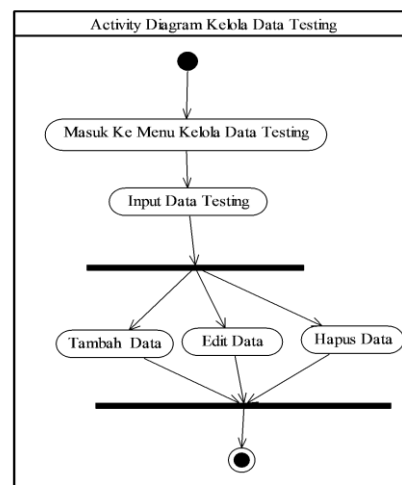 Activity Diagram Kelola Data Testing
Masuk Ke Menu Kelola Data Testing
Input Data Testing
Tambah Data
Edit Data
Hapus Data